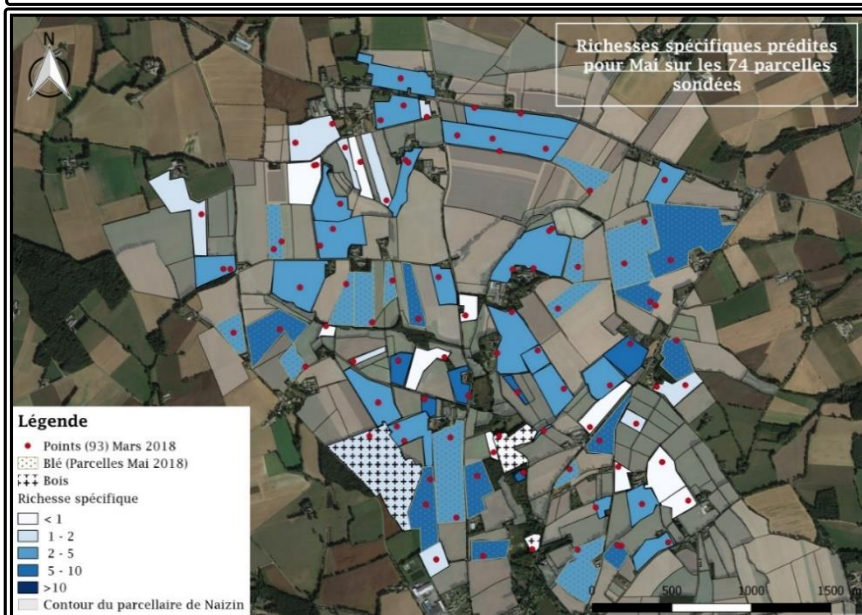 N
Richesses spécifiques prédites
pour Mai sur les 74 parcelles
sondées
Légende
Points (93) Mars 2018
Blé (Parcelles Mai 2018)
Bois
Richesse spécifique
< 1
1 - 2
2 - 5
5 - 10
>10
Contour du parcellaire de Naizin
0 500 1000 1500